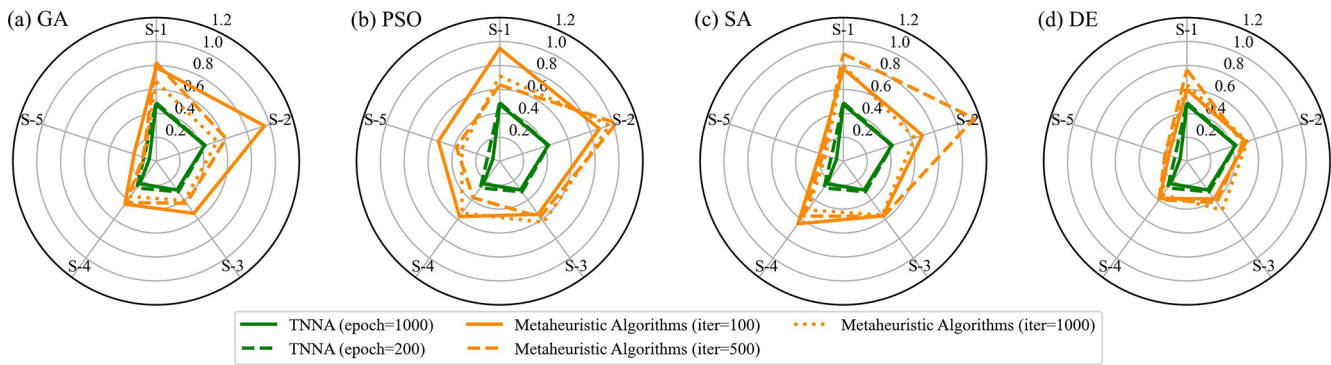 (a) GA
S-1
1.2
1.0
0.8
0.6
0.4
0.2
S-2
S-3
S-4
S-5
(b) PSO
S-1
1.2
1.0
0.8
0.6
0.4
0.2
S-2
S-3
S-4
S-5
(c) SA
S-1
1.2
1.0
0.8
0.6
0.4
0.2
S-2
S-3
S-4
S-5
(d) DE
S-1
1.2
1.0
0.8
0.6
0.4
0.2
S-2
S-3
S-4
S-5
TNNA (epoch=1000)
TNNA (epoch=200)
Metaheuristic Algorithms (iter=100)
Metaheuristic Algorithms (iter=500)
Metaheuristic Algorithms (iter=1000)